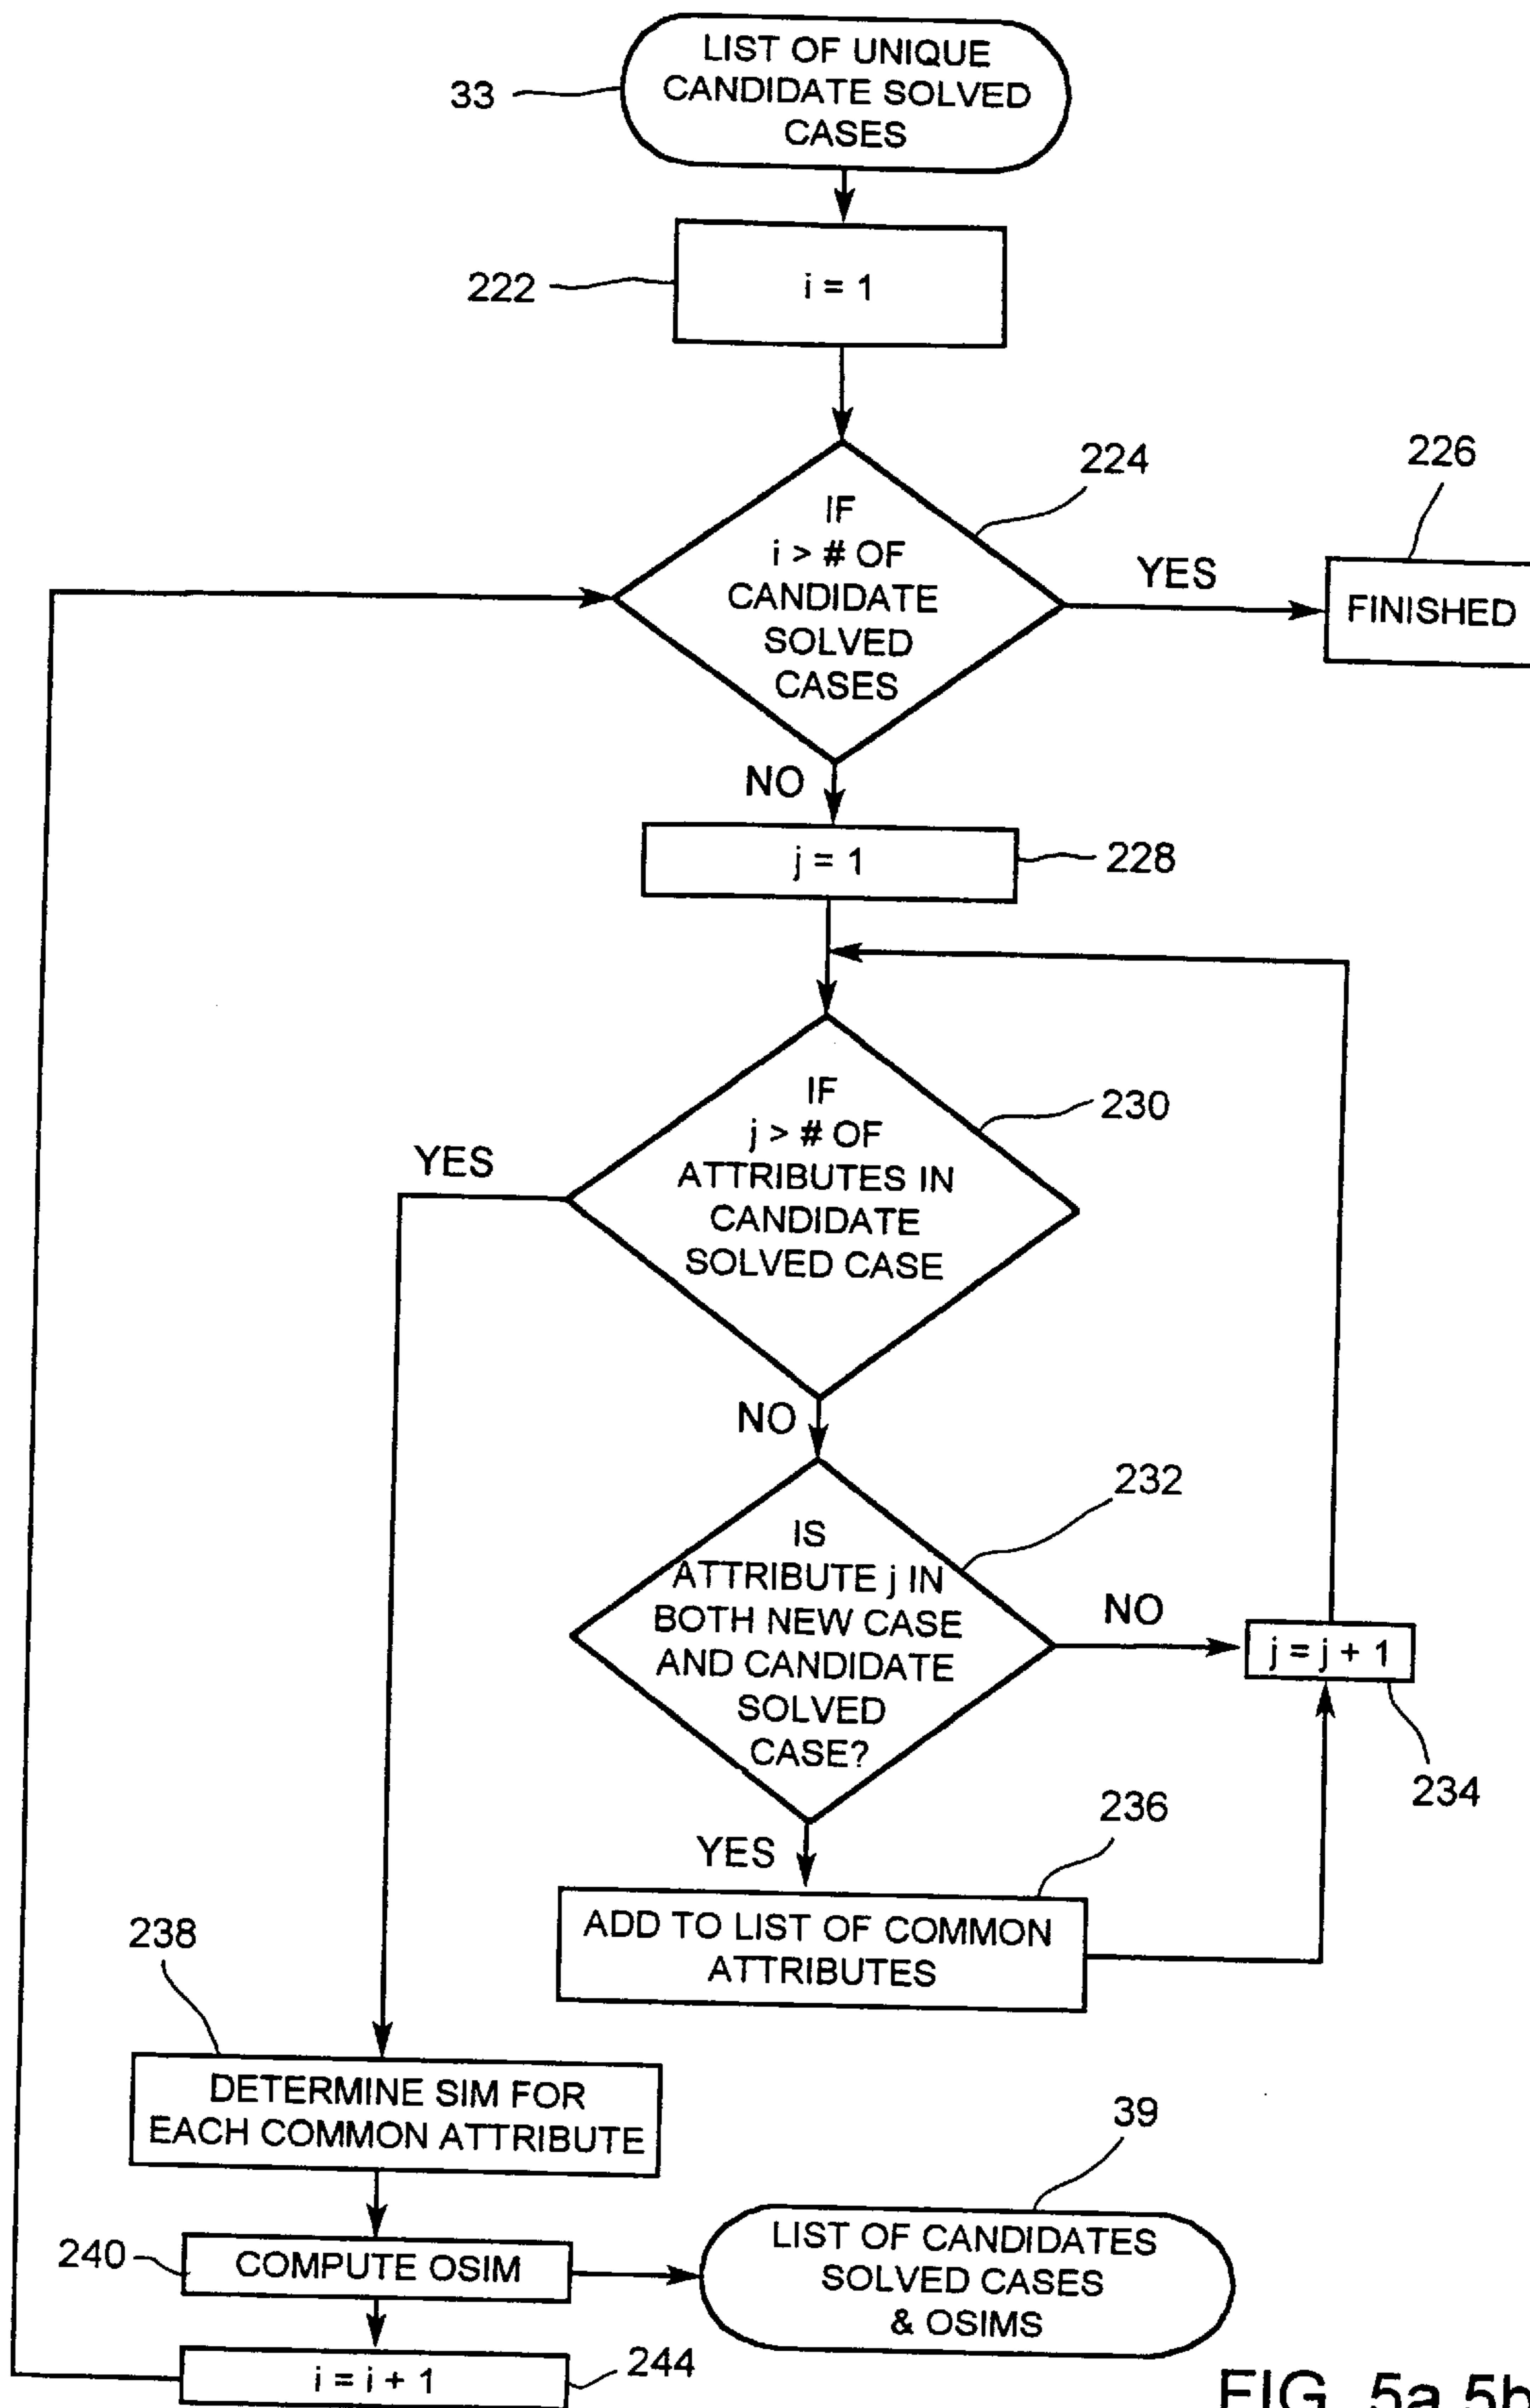 LIST OF UNIQUE
CANDIDATE SOLVED
CASES
33
i = 1
222
224
226
IF
i > # OF
CANDIDATE
SOLVED
CASES
YES
FINISHED
NO
j = 1
228
IF
j > # OF
ATTRIBUTES IN
CANDIDATE
SOLVED CASE
230
YES
NO
232
IS
ATTRIBUTE j IN
BOTH NEW CASE
AND CANDIDATE
SOLVED
CASE?
NO
j = j + 1
234
YES
236
ADD TO LIST OF COMMON
ATTRIBUTES
238
DETERMINE SIM FOR
EACH COMMON ATTRIBUTE
39
240
COMPUTE OSIM
LIST OF CANDIDATES
SOLVED CASES
& OSIMS
i = i + 1
244
FIG. 5a,5b